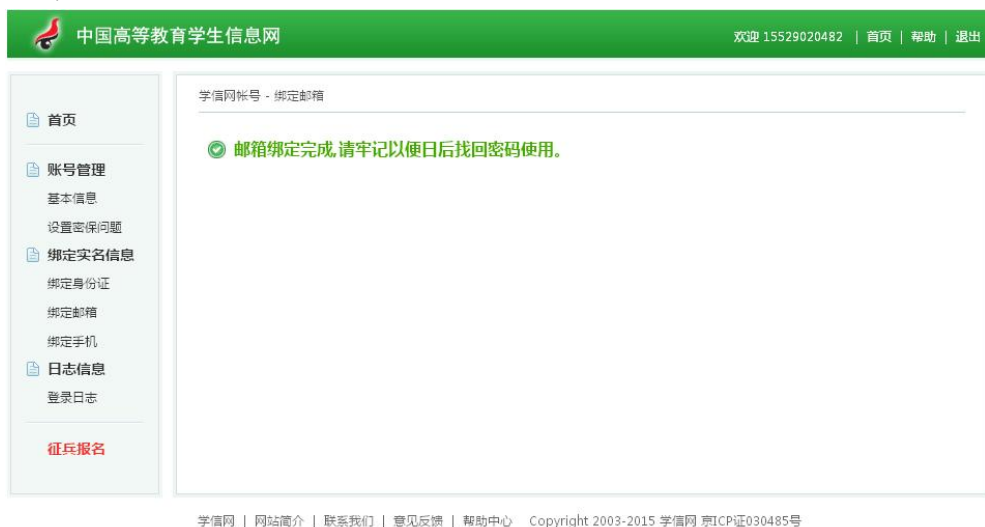 中国高等教育学生信息网
欢迎 15529020482 | 首页 | 帮助 | 退出
学信网帐号 - 绑定邮箱
首页
邮箱绑定完成,请牢记以便日后找回密码使用。
账号管理
基本信息
设置密保问题
绑定实名信息
绑定身份证
绑定邮箱
绑定手机
日志信息
登录日志
征兵报名
学信网 | 网站简介 | 联系我们 | 意见反馈 | 帮助中心 Copyright 2003-2015 学信网 京ICP证030485号